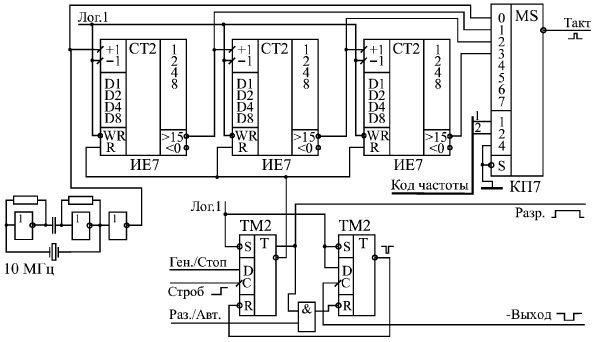 Лог.1
+1 CT2 1
−1 2
4
D1 8
D2
D4
D8
WR >15
R <0
ИЕ7
+1 CT2 1
−1 2
4
D1 8
D2
D4
D8
WR >15
R <0
ИЕ7
+1 CT2 1
−1 2
4
D1 8
D2
D4
D8
WR >15
R <0
ИЕ7
MS
0
1
2
3
4
5
6
7
1 1
2 2
4
S
КП7
Такт
Код частоты
1 1 1
10 МГц
Лог.1
TM2 TM2
S T S T
D D
C C
R R
Ген./Стоп
Строб
Раз./Авт.
&
Разр.
-Выход